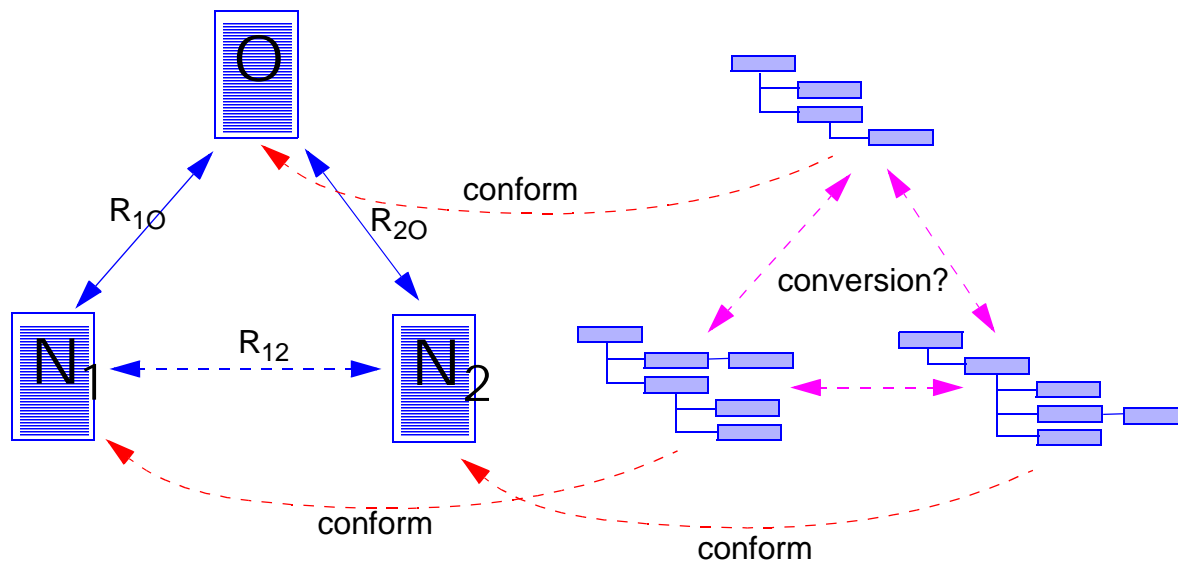 O
conform
R1O
R2O
conversion?
R12
N1
N2
conform
conform